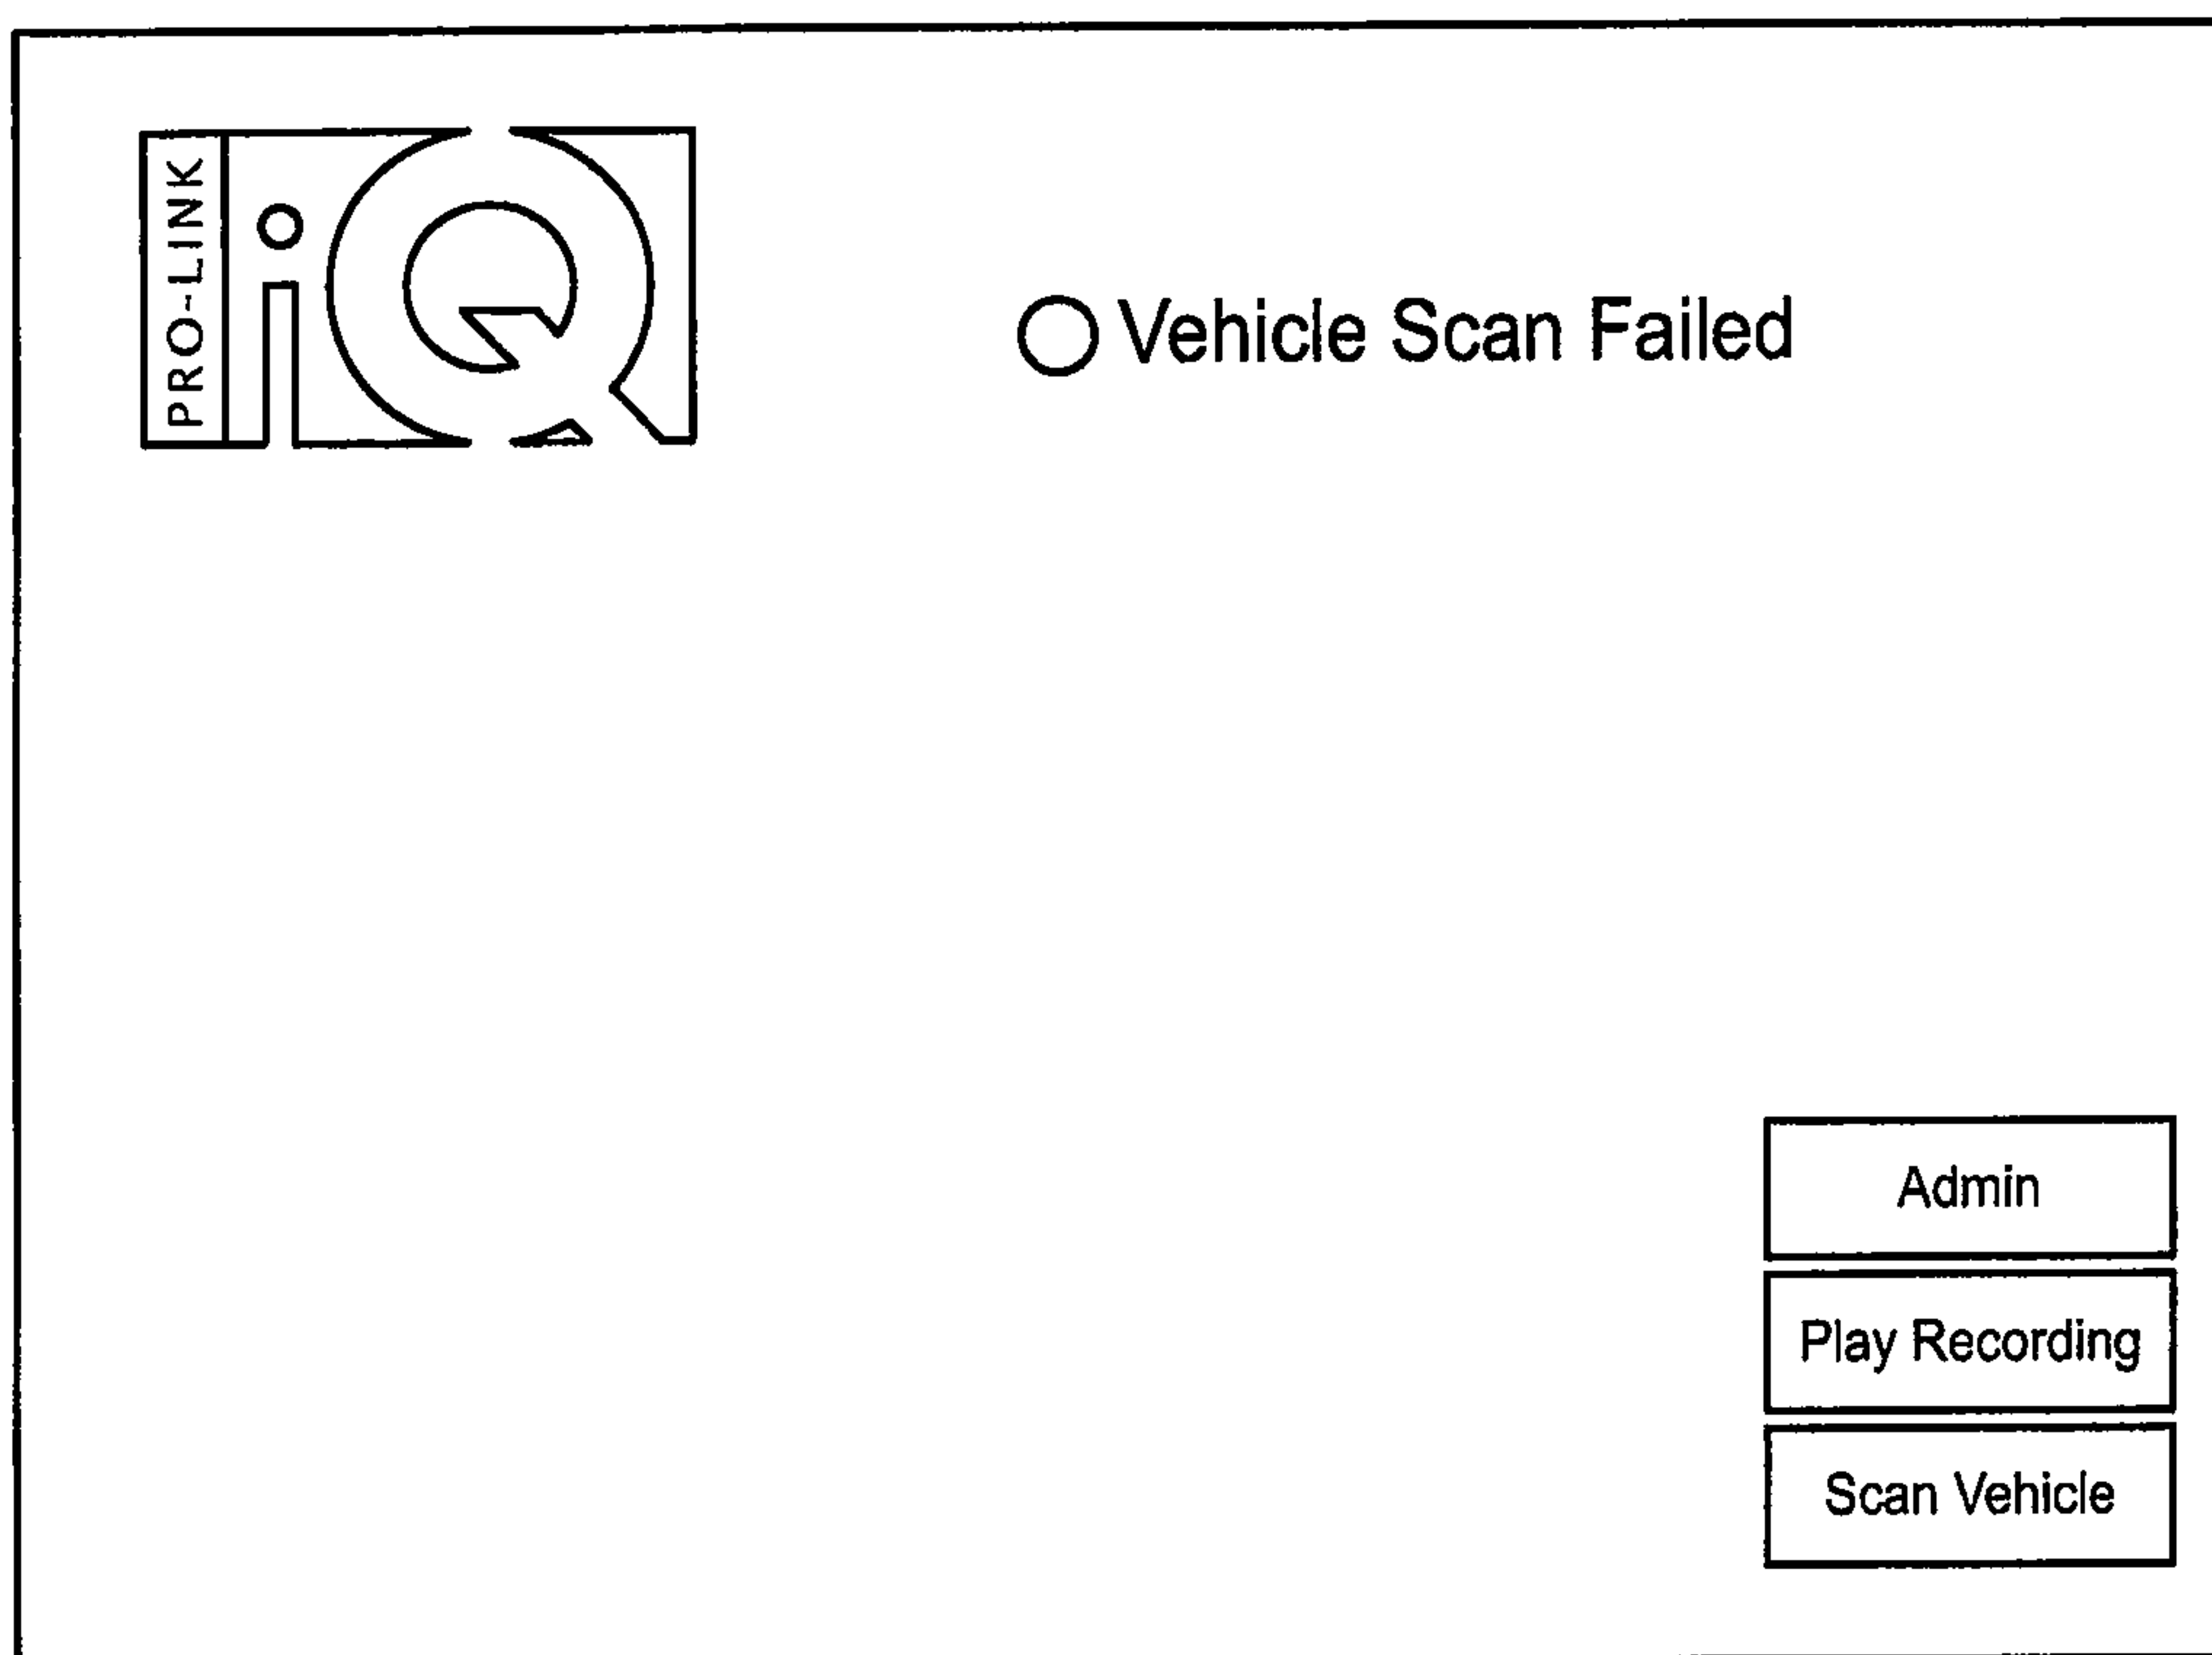 PRO-LINK
iQ
Vehicle Scan Failed
Admin
Play Recording
Scan Vehicle